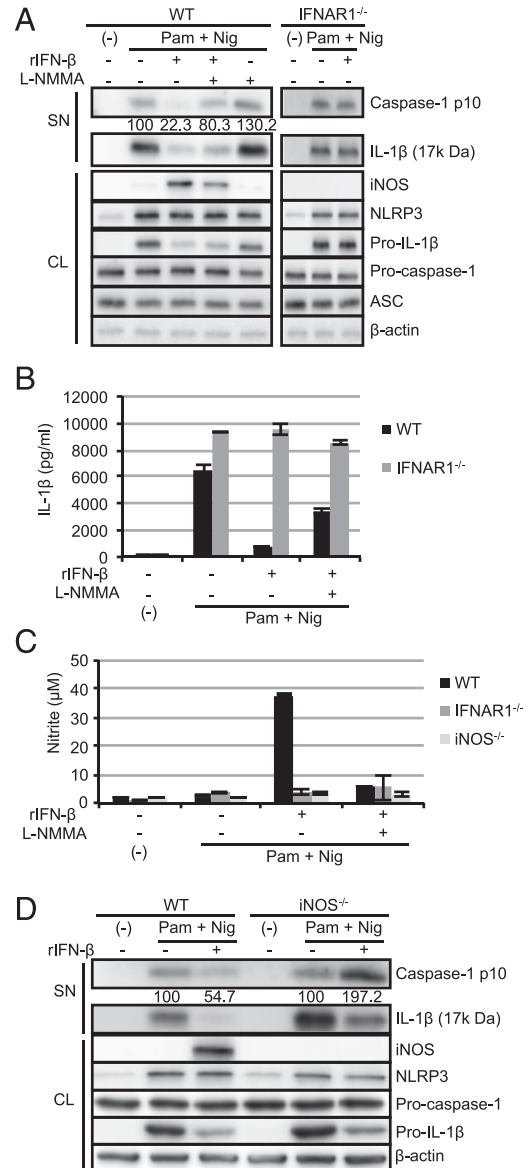 A
WT IFNAR1-/-
(-) Pam + Nig (-) Pam + Nig
rIFN-β - - + + - - - +
L-NMMA - - - + + - - -
SN
Caspase-1 p10
100 22.3 80.3 130.2
IL-1β (17k Da)
CL
iNOS
NLRP3
Pro-IL-1β
Pro-caspase-1
ASC
β-actin
B
IL-1β (pg/ml)
12000
10000
8000
6000
4000
2000
0
WT
IFNAR1-/-
rIFN-β - - + +
L-NMMA - - - +
(-) Pam + Nig
C
Nitrite (µM)
50
40
30
20
10
0
WT
IFNAR1-/-
iNOS-/-
rIFN-β - - + +
L-NMMA - - - +
(-) Pam + Nig
D
WT iNOS-/-
(-) Pam + Nig (-) Pam + Nig
rIFN-β - - + - - +
SN
Caspase-1 p10
100 54.7 100 197.2
IL-1β (17k Da)
CL
iNOS
NLRP3
Pro-caspase-1
Pro-IL-1β
β-actin